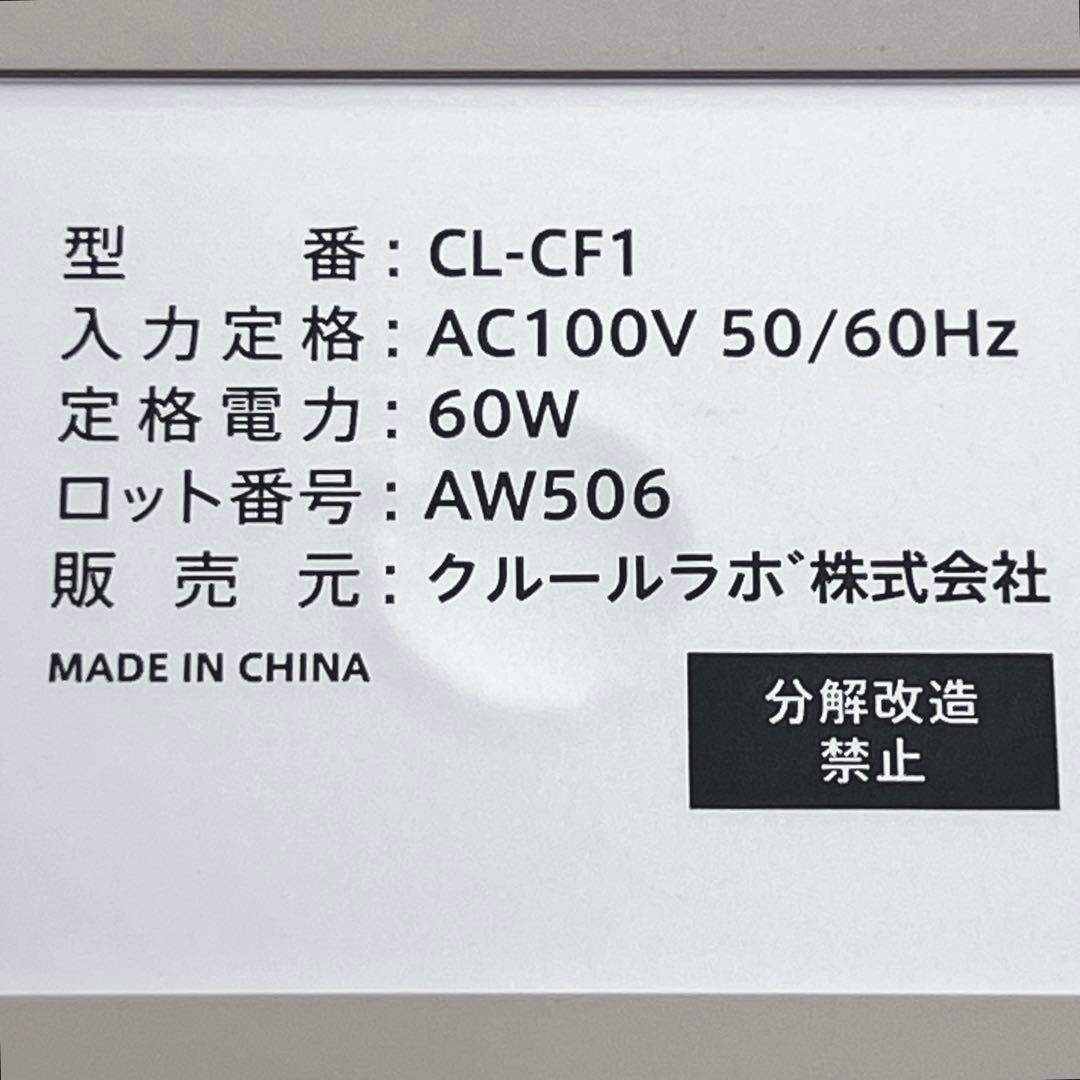 型番：CL-CF1
入力定格：AC100V 50/60Hz
定格電力：60W
ロット番号：AW506
販売元：クルールラボ株式会社
MADE IN CHINA
分解改造
禁止